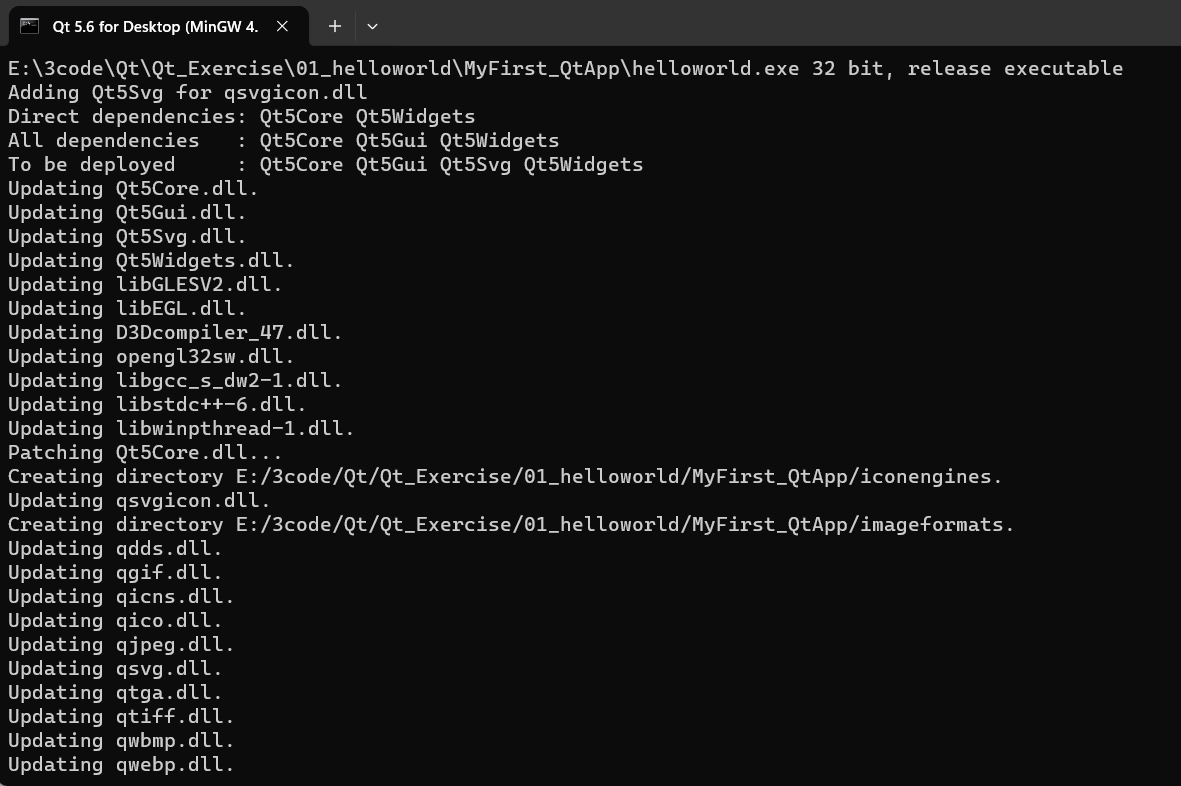 Qt 5.6 for Desktop (MinGW 4.
E:\3code\Qt\Qt_Exercise\01_helloworld\MyFirst_QtApp\helloworld.exe 32 bit, release executable
Adding Qt5Svg for qsvgicon.dll
Direct dependencies: Qt5Core Qt5Widgets
All dependencies   : Qt5Core Qt5Gui Qt5Widgets
To be deployed     : Qt5Core Qt5Gui Qt5Svg Qt5Widgets
Updating Qt5Core.dll.
Updating Qt5Gui.dll.
Updating Qt5Svg.dll.
Updating Qt5Widgets.dll.
Updating libGLESV2.dll.
Updating libEGL.dll.
Updating D3Dcompiler_47.dll.
Updating opengl32sw.dll.
Updating libgcc_s_dw2-1.dll.
Updating libstdc++-6.dll.
Updating libwinpthread-1.dll.
Patching Qt5Core.dll...
Creating directory E:/3code/Qt/Qt_Exercise/01_helloworld/MyFirst_QtApp/iconengines.
Updating qsvgicon.dll.
Creating directory E:/3code/Qt/Qt_Exercise/01_helloworld/MyFirst_QtApp/imageformats.
Updating qdds.dll.
Updating qgif.dll.
Updating qicns.dll.
Updating qico.dll.
Updating qjpeg.dll.
Updating qsvg.dll.
Updating qtga.dll.
Updating qtiff.dll.
Updating qwbmp.dll.
Updating qwebp.dll.